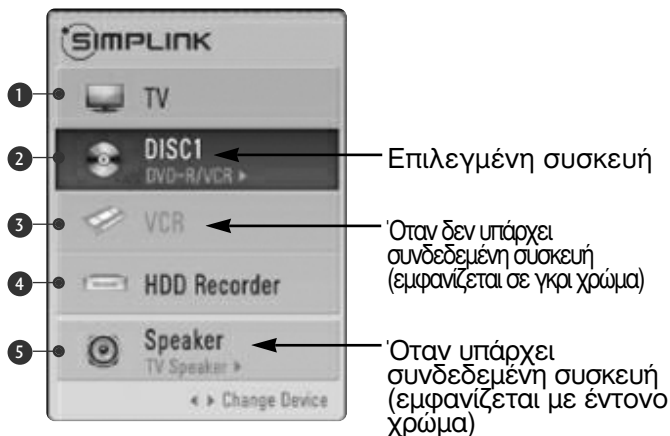 SIMPLINK
1 TV
2 DISC1
DVD-R/VCR ▸
Επιλεγμένη συσκευή
3 VCR
Όταν δεν υπάρχει
συνδεδεμένη συσκευή
(εμφανίζεται σε γκρι χρώμα)
4 HDD Recorder
5 Speaker
TV Speaker ▸
Όταν υπάρχει
συνδεδεμένη συσκευή
(εμφανίζεται με έντονο
χρώμα)
◂ ▸ Change Device